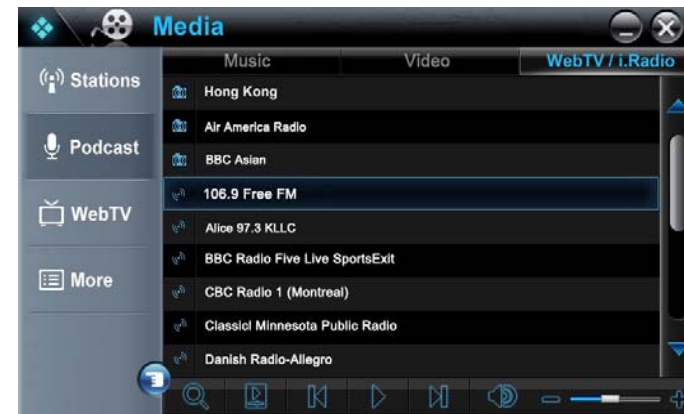 Media
Music Video WebTV / i.Radio
Stations
Podcast
WebTV
More
Hong Kong
Air America Radio
BBC Asian
106.9 Free FM
Alice 97.3 KLLC
BBC Radio Five Live SportsExit
CBC Radio 1 (Montreal)
Classicl Minnesota Public Radio
Danish Radio-Allegro